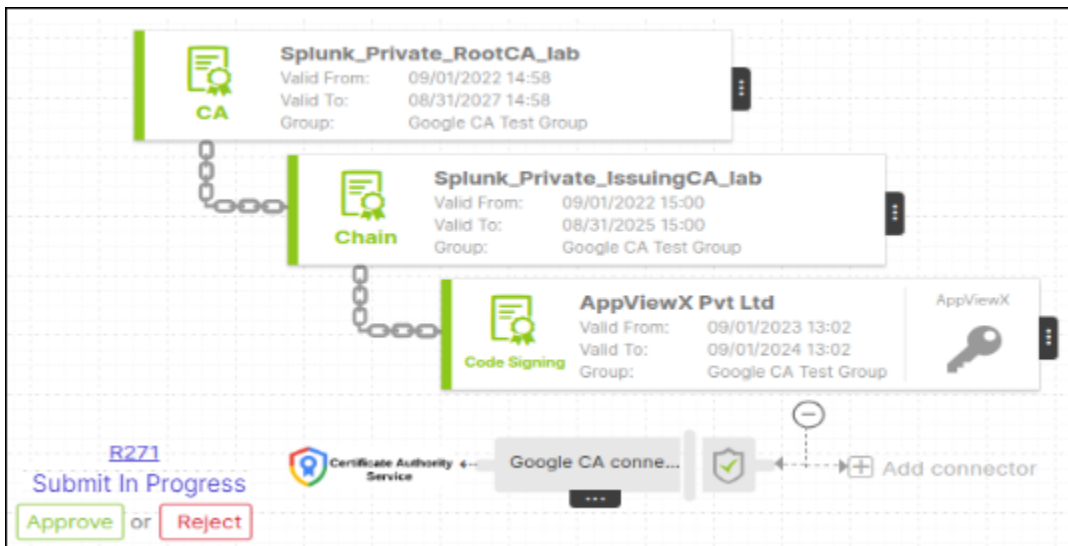 Splunk_Private_RootCA_lab
Valid From: 09/01/2022 14:58
Valid To: 08/31/2027 14:58
Group: Google CA Test Group
CA
Splunk_Private_IssuingCA_lab
Valid From: 09/01/2022 15:00
Valid To: 08/31/2025 15:00
Group: Google CA Test Group
Chain
AppViewX Pvt Ltd
Valid From: 09/01/2023 13:02
Valid To: 09/01/2024 13:02
Group: Google CA Test Group
Code Signing
AppViewX
R271
Submit In Progress
Approve or Reject
Certificate Authority
Service
Google CA conne...
Add connector